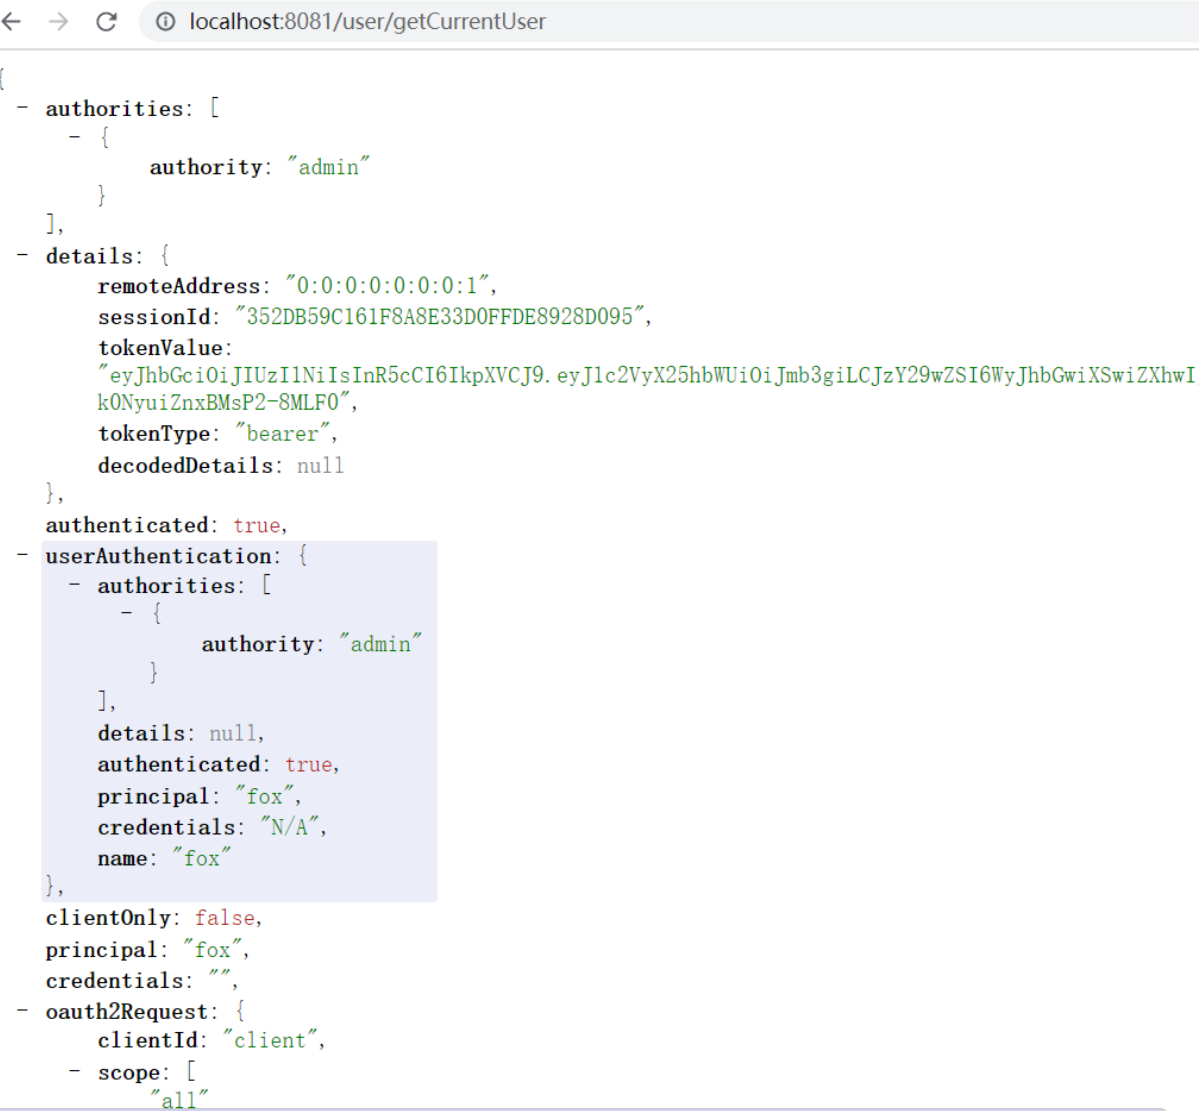 localhost:8081/user/getCurrentUser
{
- authorities: [
- {
authority: "admin"
}
],
- details: {
remoteAddress: "0:0:0:0:0:0:0:1",
sessionId: "352DB59C161F8A8E33D0FFDE8928D095",
tokenValue:
"eyJhbGciOiJIUzI1NiIsInR5cCI6IkpXVCJ9.eyJ1c2VyX25hbWUiOiJmb3giLCJzY29wZSI6WyJhbGwiXSwiZXhwI
k0NyuiZnxBMsP2-8MLF0",
tokenType: "bearer",
decodedDetails: null
},
authenticated: true,
- userAuthentication: {
- authorities: [
- {
authority: "admin"
}
],
details: null,
authenticated: true,
principal: "fox",
credentials: "N/A",
name: "fox"
},
clientOnly: false,
principal: "fox",
credentials: "",
- oauth2Request: {
clientId: "client",
- scope: [
"all"